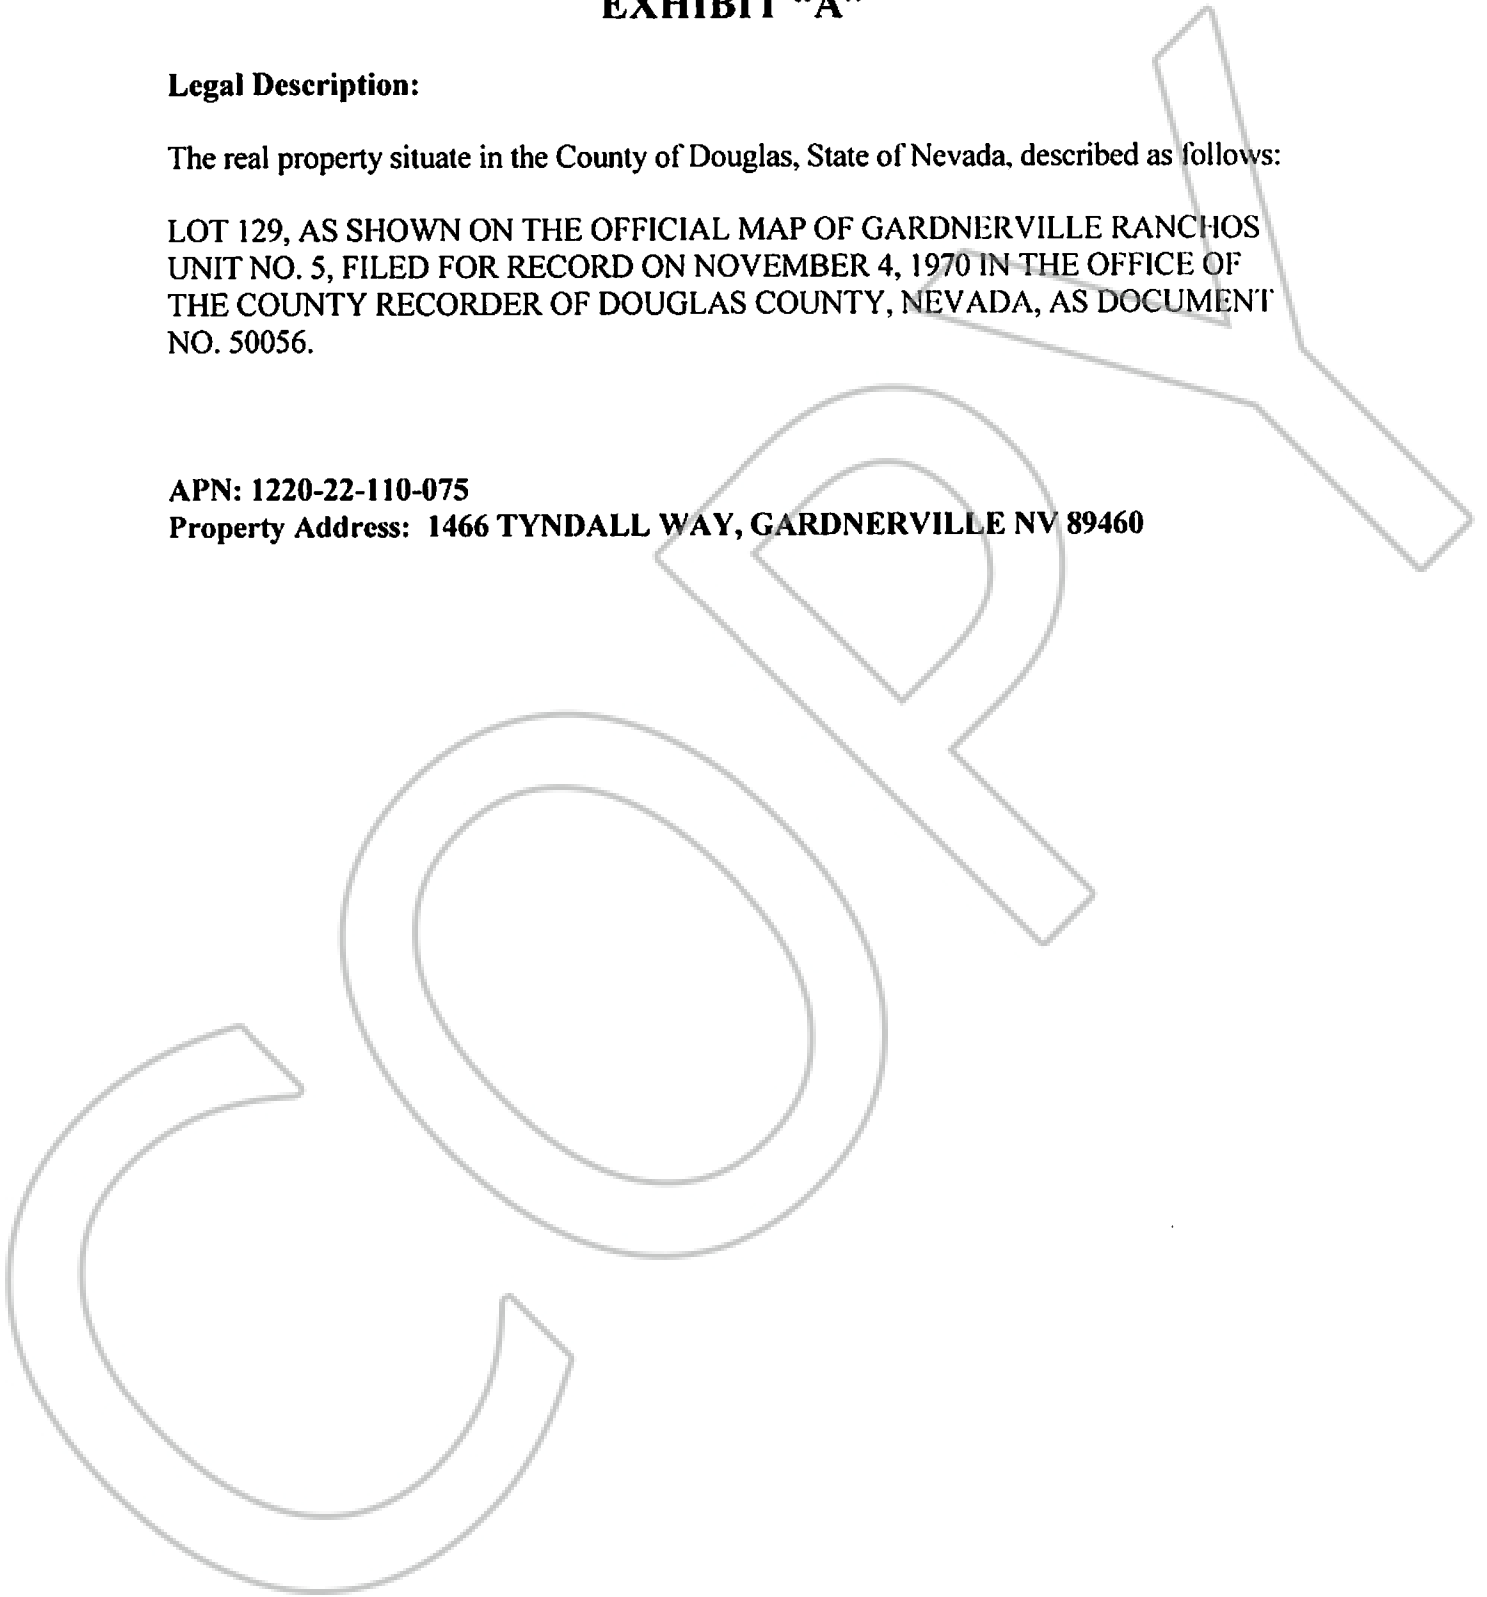 EXHIBIT "A"
Legal Description:
The real property situate in the County of Douglas, State of Nevada, described as follows:
LOT 129, AS SHOWN ON THE OFFICIAL MAP OF GARDNERVILLE RANCHOS
UNIT NO. 5, FILED FOR RECORD ON NOVEMBER 4, 1970 IN THE OFFICE OF
THE COUNTY RECORDER OF DOUGLAS COUNTY, NEVADA, AS DOCUMENT
NO. 50056.
APN: 1220-22-110-075
Property Address: 1466 TYNDALL WAY, GARDNERVILLE NV 89460
COPY